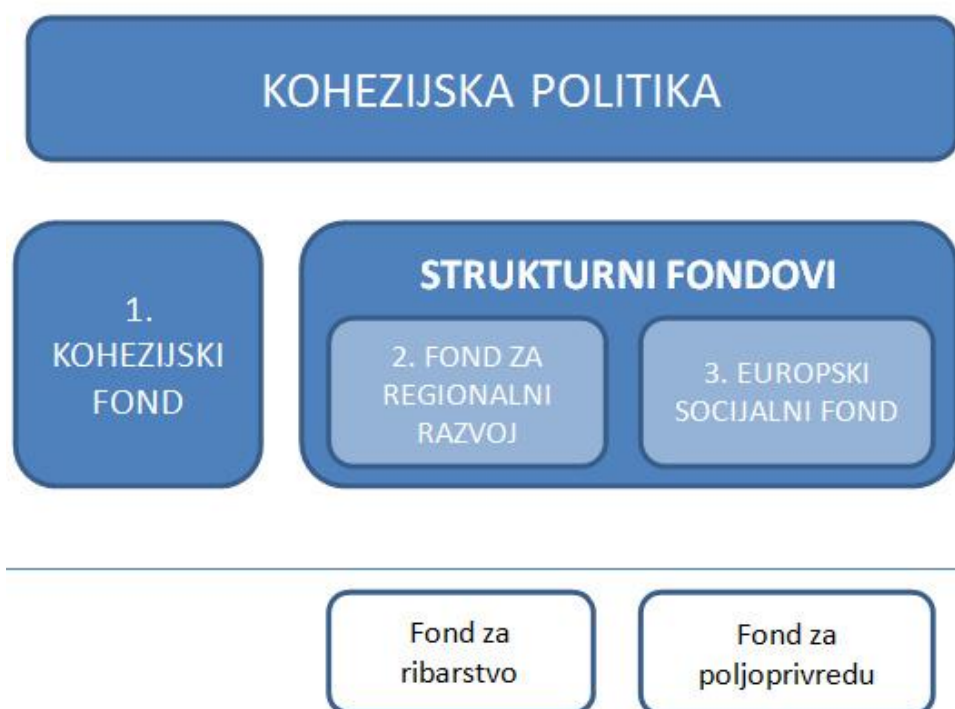 KOHEZIJSKA POLITIKA
1.
KOHEZIJSKI
FOND
STRUKTURNI FONDOVI
2. FOND ZA
REGIONALNI
RAZVOJ
3. EUROPSKI
SOCIJALNI FOND
Fond za
ribarstvo
Fond za
poljoprivredu